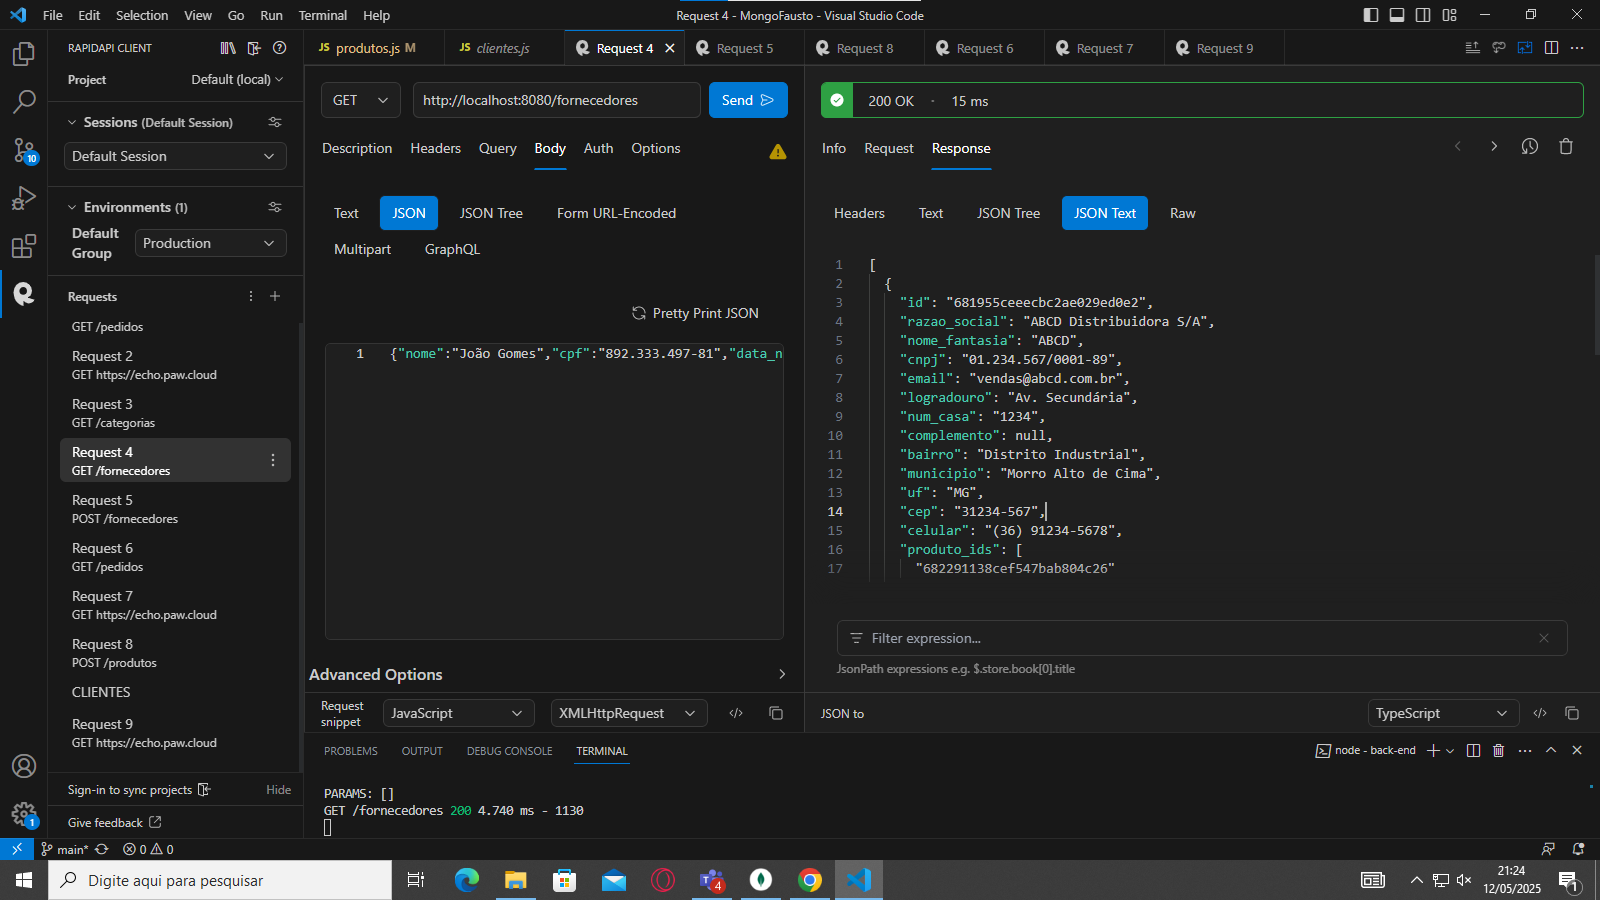 File Edit Selection View Go Run Terminal Help
Request 4 - MongoFausto - Visual Studio Code
RAPIDAPI CLIENT
Project Default (local)
Sessions (Default Session)
Default Session
Environments (1)
Default Group
Production
Requests
GET /pedidos
Request 2
GET https://echo.paw.cloud
Request 3
GET /categorias
Request 4
GET /fornecedores
Request 5
POST /fornecedores
Request 6
GET /pedidos
Request 7
GET https://echo.paw.cloud
Request 8
POST /produtos
CLIENTES
Request 9
GET https://echo.paw.cloud
Sign-in to sync projects Hide
Give feedback
10
1
JS produtos.js M
JS clientes.js
Request 4
Request 5
Request 8
Request 6
Request 7
Request 9
GET http://localhost:8080/fornecedores Send
Description Headers Query Body Auth Options
Text JSON JSON Tree Form URL-Encoded
Multipart GraphQL
Pretty Print JSON
1 {"nome":"João Gomes","cpf":"892.333.497-81","data_n
Advanced Options
Request snippet
JavaScript XMLHttpRequest
200 OK · 15 ms
Info Request Response
Headers Text JSON Tree JSON Text Raw
1 [
2 {
3 "id": "681955ceeecbc2ae029ed0e2",
4 "razao_social": "ABCD Distribuidora S/A",
5 "nome_fantasia": "ABCD",
6 "cnpj": "01.234.567/0001-89",
7 "email": "vendas@abcd.com.br",
8 "logradouro": "Av. Secundária",
9 "num_casa": "1234",
10 "complemento": null,
11 "bairro": "Distrito Industrial",
12 "municipio": "Morro Alto de Cima",
13 "uf": "MG",
14 "cep": "31234-567",
15 "celular": "(36) 91234-5678",
16 "produto_ids": [
17 "682291138cef547bab804c26"
Filter expression...
JsonPath expressions e.g. $.store.book[0].title
JSON to TypeScript
PROBLEMS OUTPUT DEBUG CONSOLE TERMINAL
node - back-end
PARAMS: []
GET /fornecedores 200 4.740 ms - 1130
main* 0 0
Digite aqui para pesquisar
4
21:24
12/05/2025
1